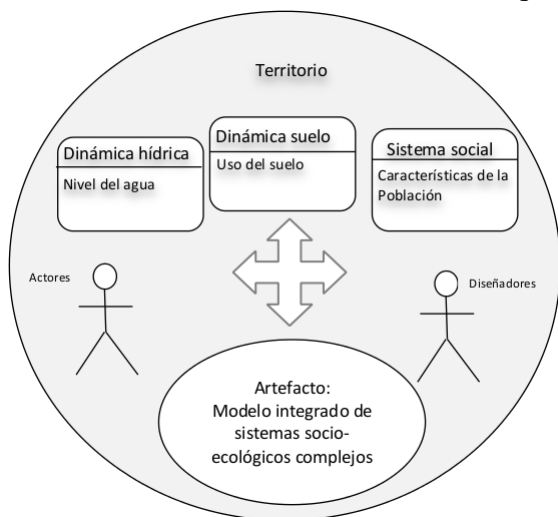 Territorio
Dinámica hídrica
Nivel del agua
Dinámica suelo
Uso del suelo
Sistema social
Características de la
Población
Actores
Diseñadores
Artefacto:
Modelo integrado de
sistemas socio-
ecológicos complejos